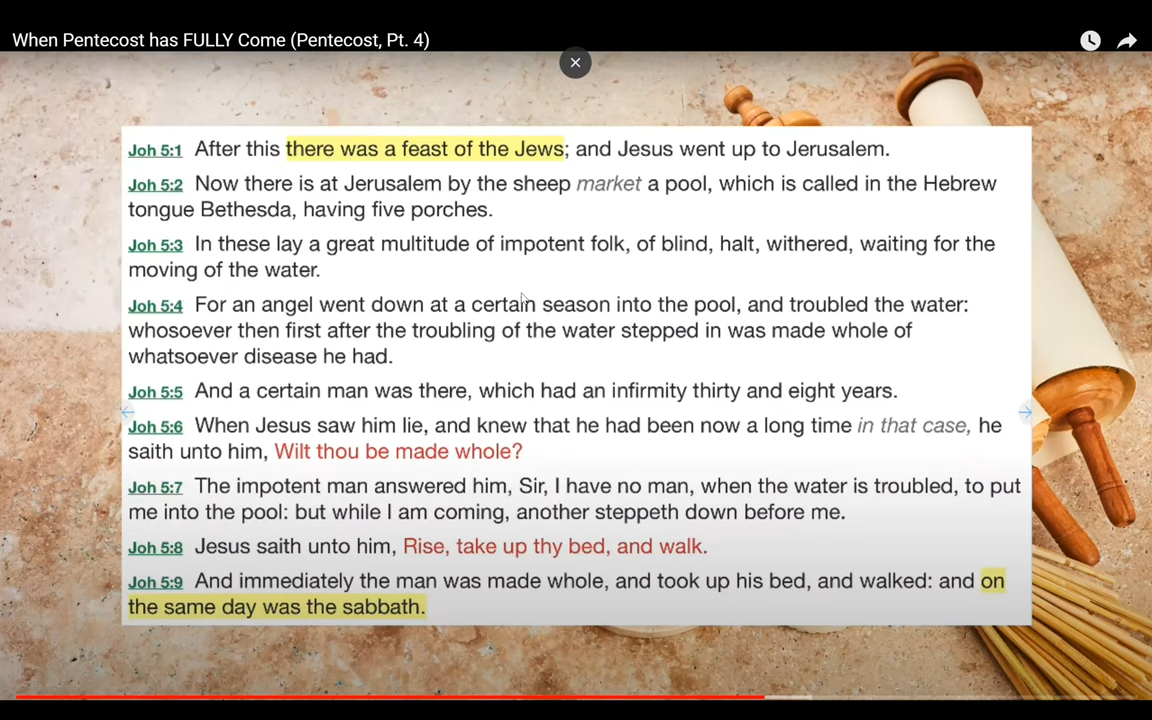 When Pentecost has FULLY Come (Pentecost, Pt. 4)
Joh 5:1 After this there was a feast of the Jews; and Jesus went up to Jerusalem.
Joh 5:2 Now there is at Jerusalem by the sheep market a pool, which is called in the Hebrew
tongue Bethesda, having five porches.
Joh 5:3 In these lay a great multitude of impotent folk, of blind, halt, withered, waiting for the
moving of the water.
Joh 5:4 For an angel went down at a certain season into the pool, and troubled the water:
whosoever then first after the troubling of the water stepped in was made whole of
whatsoever disease he had.
Joh 5:5 And a certain man was there, which had an infirmity thirty and eight years.
Joh 5:6 When Jesus saw him lie, and knew that he had been now a long time in that case, he
saith unto him, Wilt thou be made whole?
Joh 5:7 The impotent man answered him, Sir, I have no man, when the water is troubled, to put
me into the pool: but while I am coming, another steppeth down before me.
Joh 5:8 Jesus saith unto him, Rise, take up thy bed, and walk.
Joh 5:9 And immediately the man was made whole, and took up his bed, and walked: and on
the same day was the sabbath.